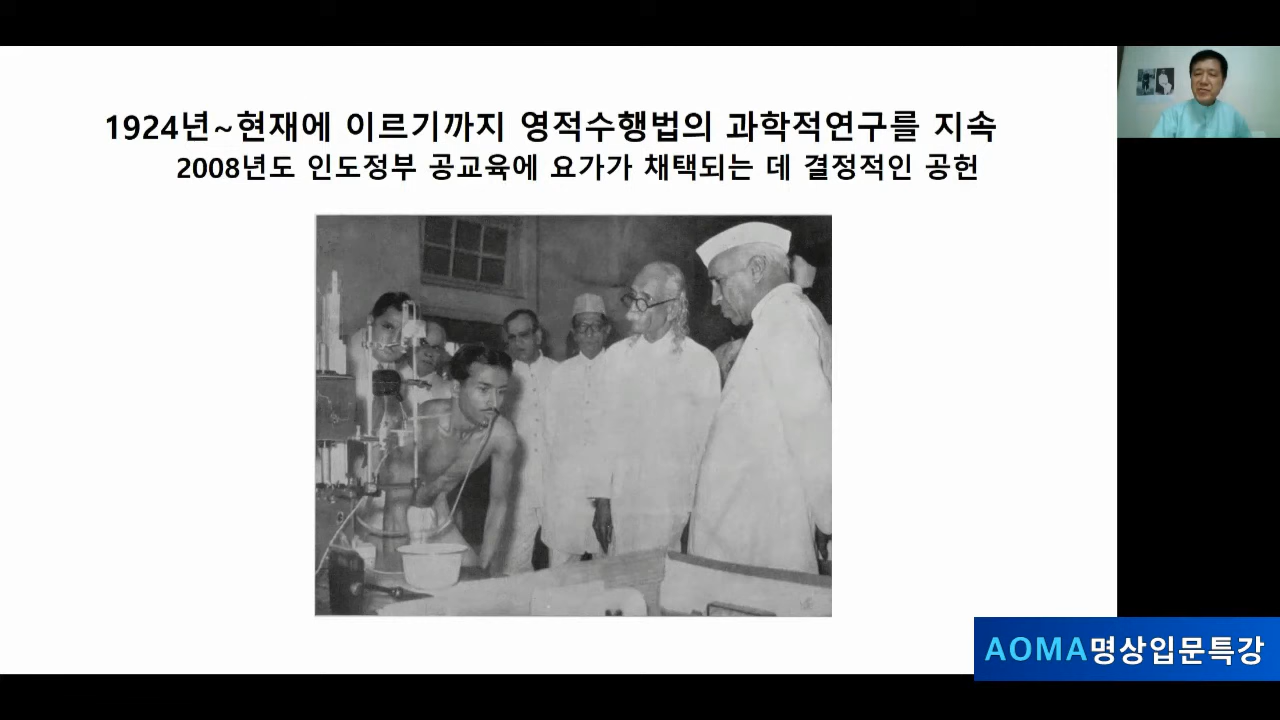 1924년~현재에 이르기까지 영적수행법의 과학적연구를 지속
2008년도 인도정부 공교육에 요가가 채택되는 데 결정적인 공헌
AOMA명상입문특강